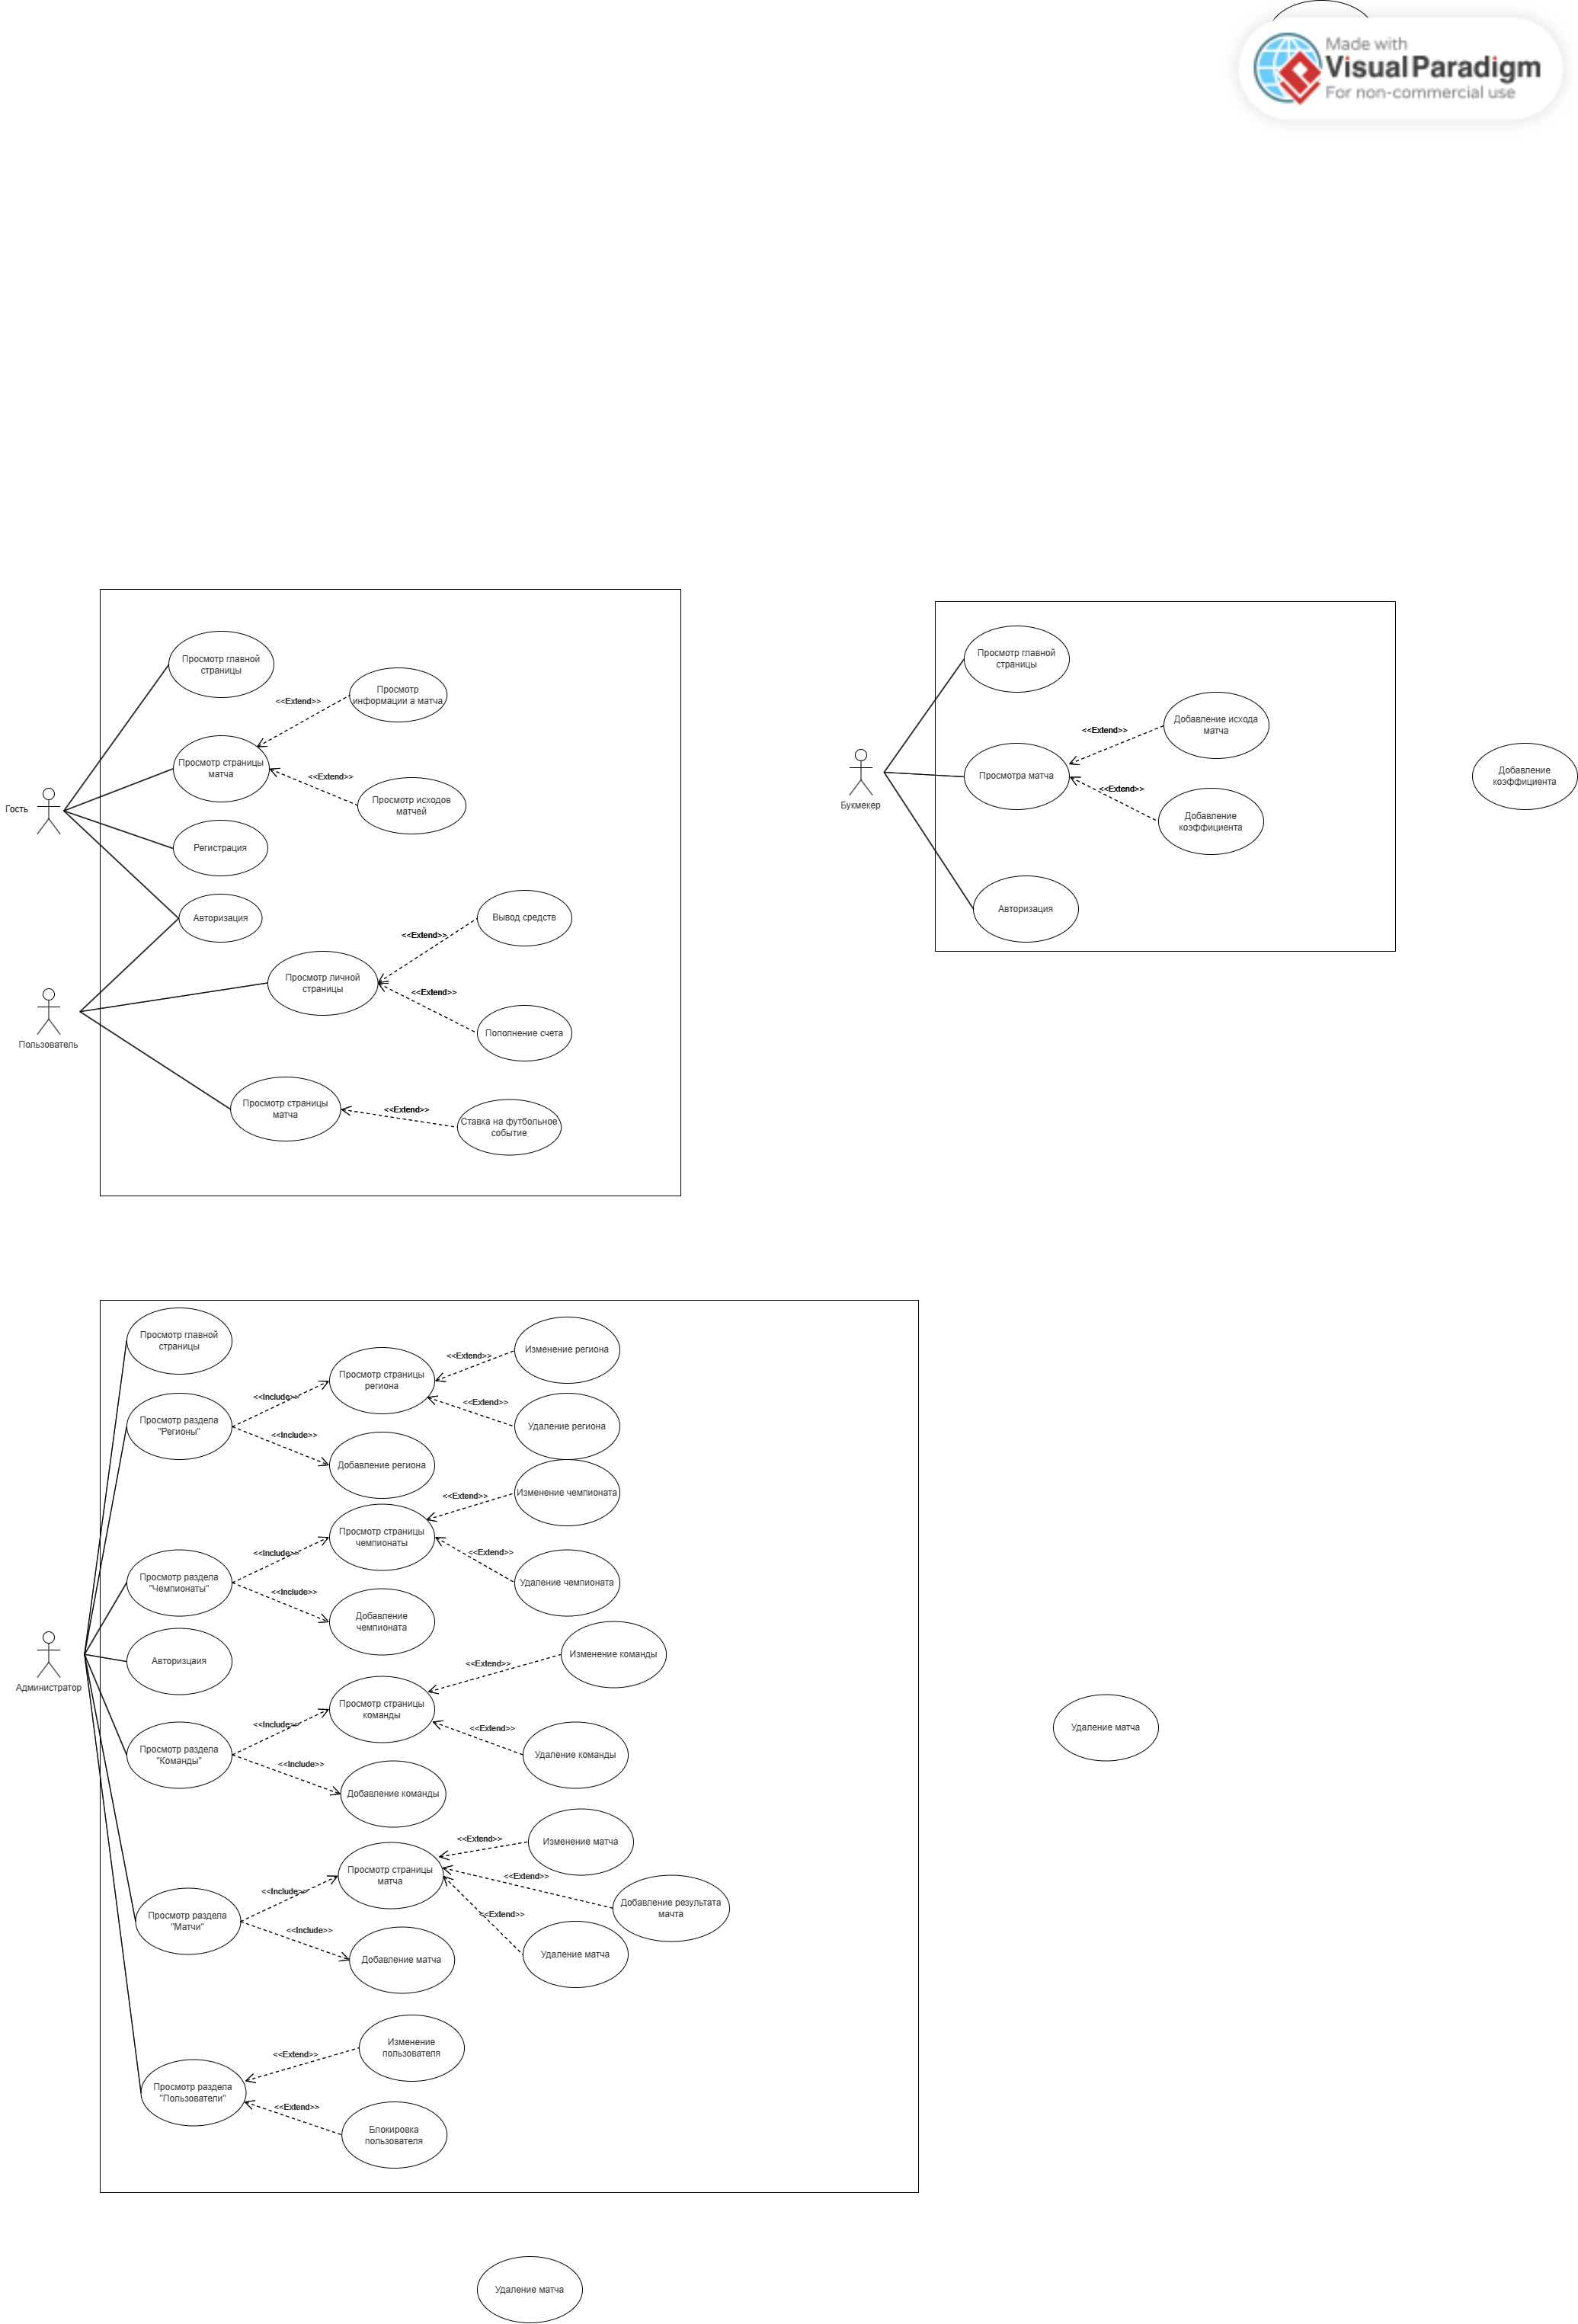 Made with
Visual Paradigm
For non-commercial use
Просмотр главной
страницы
<<Extend>>
Просмотр
информации а матча
Просмотр страницы
матча
<<Extend>>
Просмотр исходов
матчей
Гость
Регистрация
Авторизация
Вывод средств
<<Extend>>
Просмотр личной
страницы
<<Extend>>
Пополнение счета
Пользователь
Просмотр страницы
матча
<<Extend>>
Ставка на футбольное
событие
Просмотр главной
страницы
Добавление исхода
матча
<<Extend>>
Просмотра матча
<<Extend>>
Букмекер
Добавление
коэффициента
Авторизация
Добавление
коэффициента
Просмотр главной
страницы
Изменение региона
<<Extend>>
Просмотр страницы
региона
<<Include>>
<<Extend>>
Просмотр раздела
"Регионы"
Удаление региона
<<Include>>
Добавление региона
Изменение чемпионата
<<Extend>>
Просмотр страницы
чемпионаты
<<Include>>
<<Extend>>
Просмотр раздела
"Чемпионаты"
Удаление чемпионата
<<Include>>
Добавление
чемпионата
Авторизцаия
Администратор
Изменение команды
<<Extend>>
Просмотр страницы
команды
<<Include>>
<<Extend>>
Просмотр раздела
"Команды"
Удаление команды
<<Include>>
Добавление команды
Изменение матча
<<Extend>>
Просмотр страницы
матча
<<Extend>>
<<Include>>
Добавление результата
мачта
<<Extend>>
Просмотр раздела
"Матчи"
<<Include>>
Удаление матча
Добавление матча
Изменение
пользователя
<<Extend>>
Просмотр раздела
"Пользователи"
<<Extend>>
Блокировка
пользователя
Удаление матча
Удаление матча